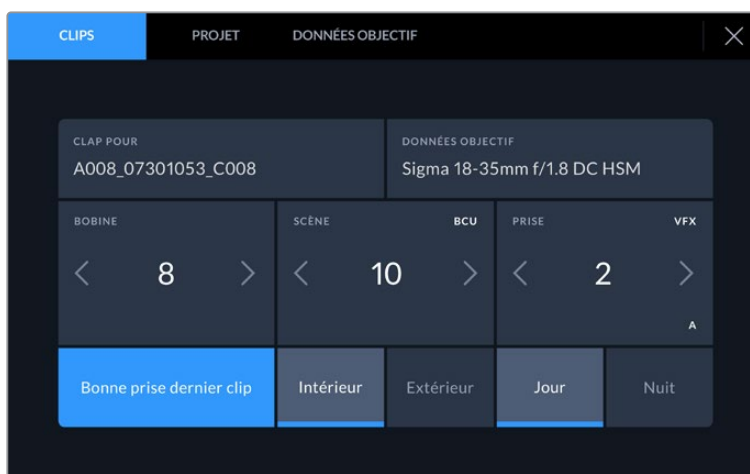 CLIPS PROJET DONNÉES OBJECTIF
CLAP POUR DONNÉES OBJECTIF
A008_07301053_C008 Sigma 18-35mm f/1.8 DC HSM
BOBINE SCÈNE BCU PRISE VFX
8 10 2
A
Bonne prise dernier clip Intérieur Extérieur Jour Nuit